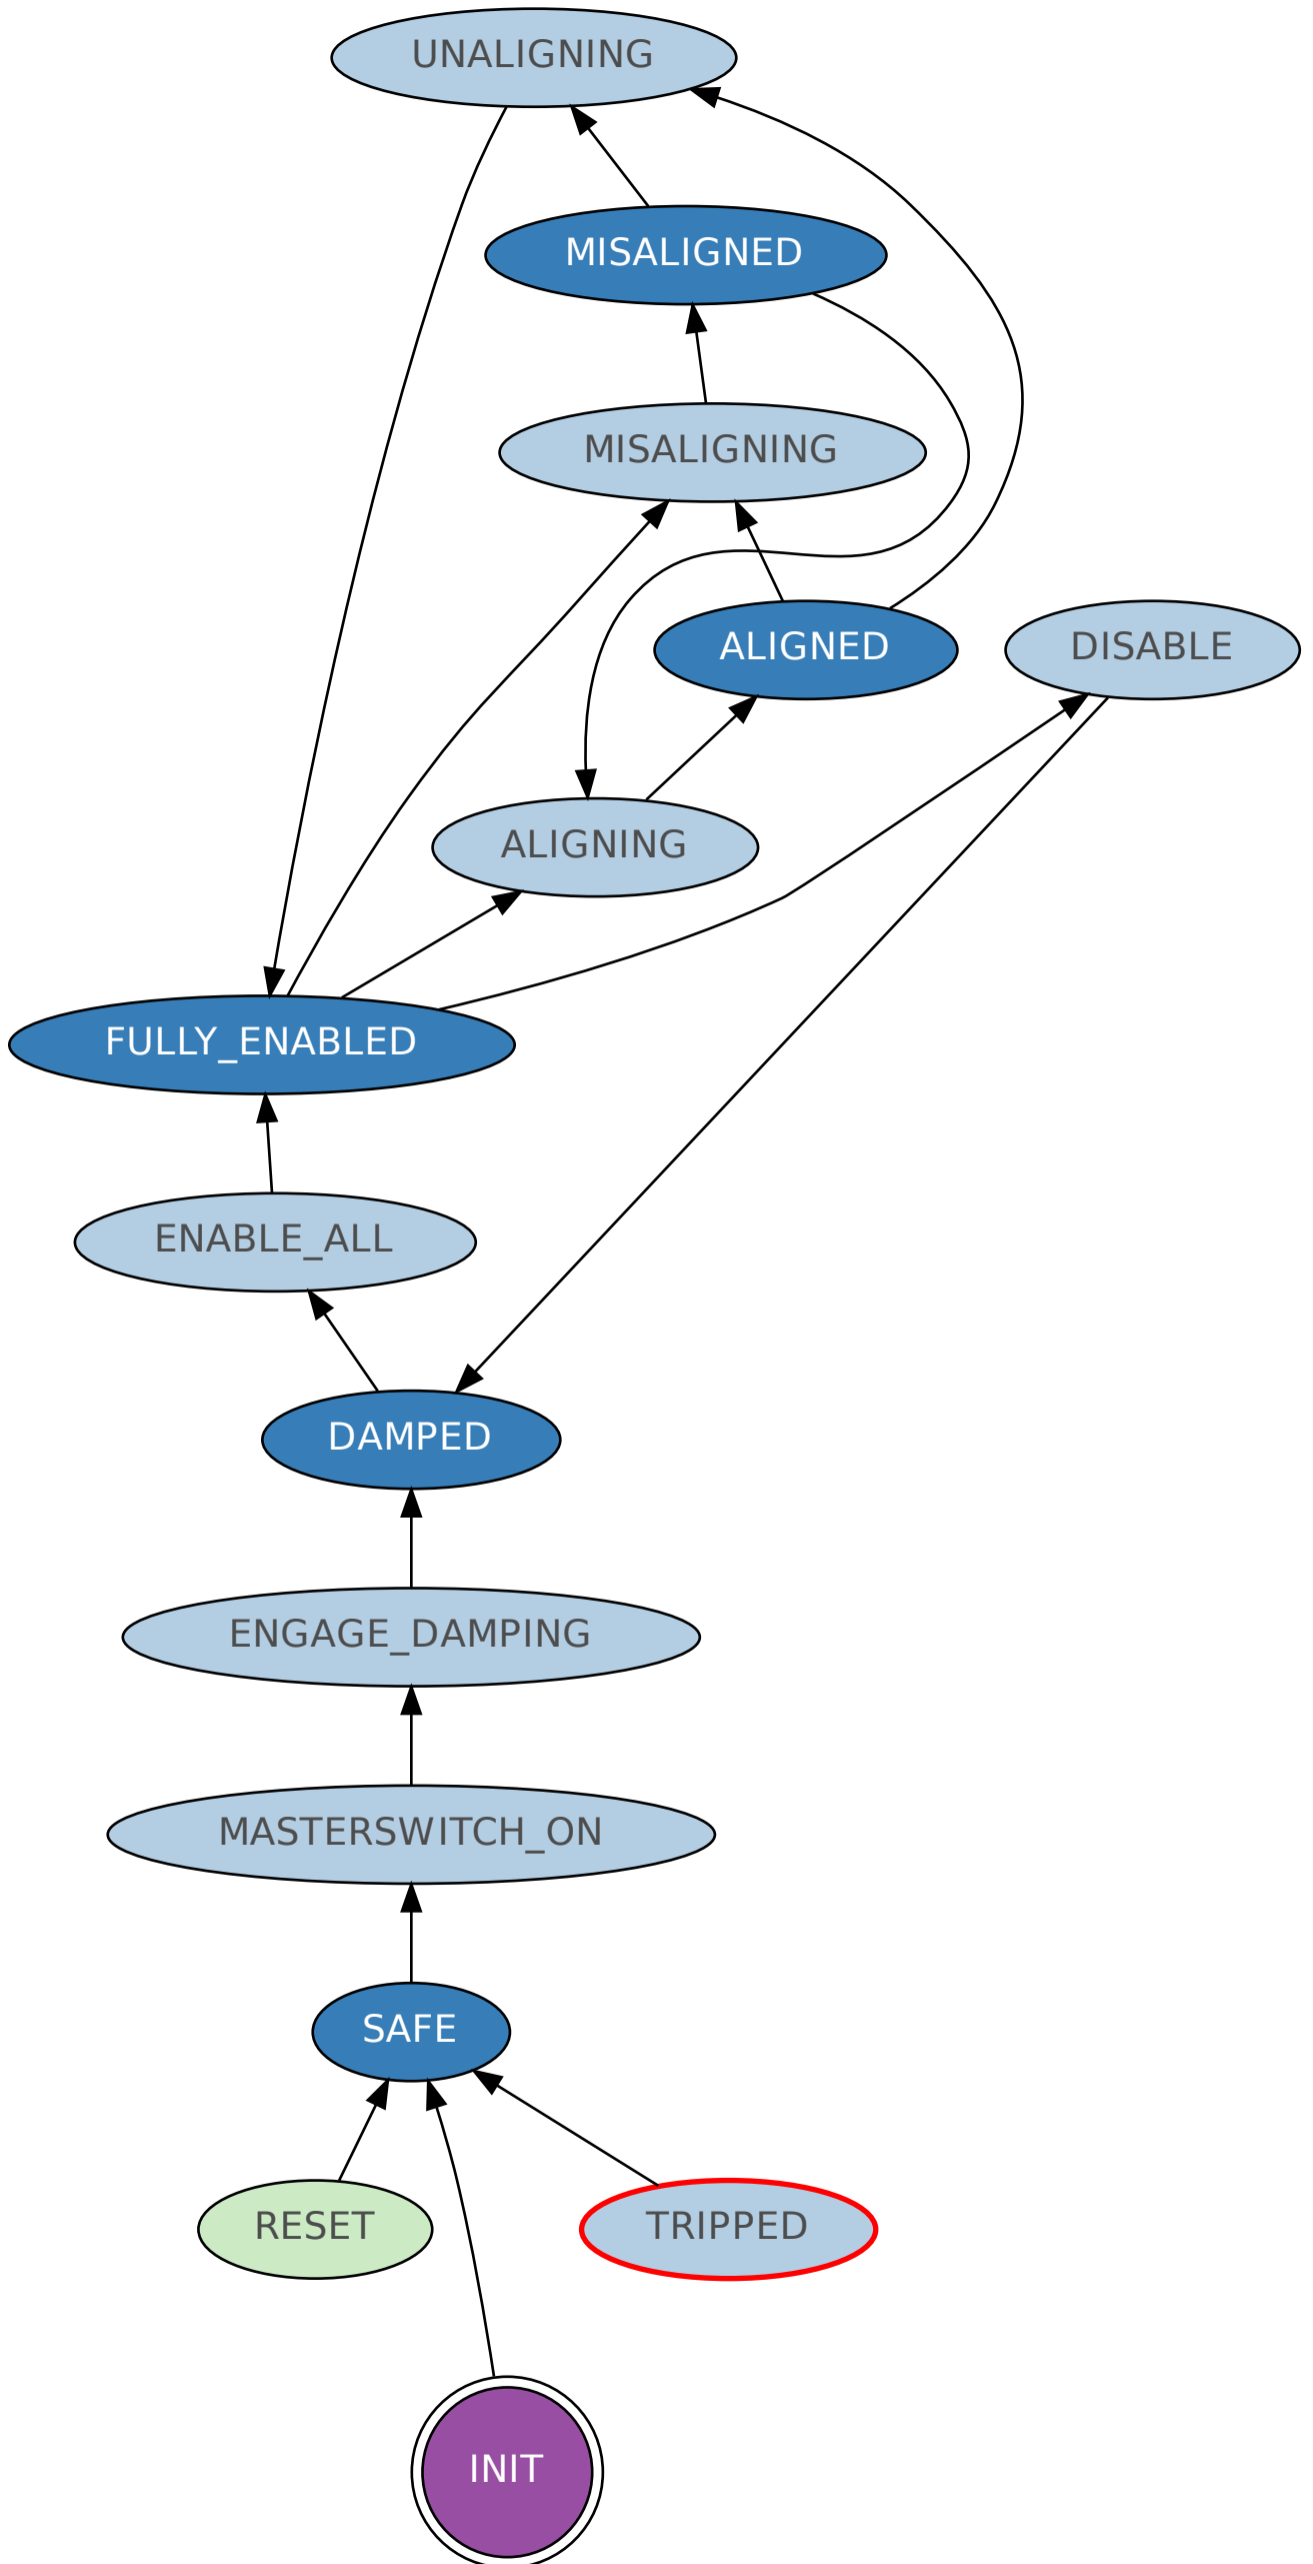 UNALIGNING
MISALIGNED
MISALIGNING
ALIGNED
DISABLE
ALIGNING
FULLY_ENABLED
ENABLE_ALL
DAMPED
ENGAGE_DAMPING
MASTERSWITCH_ON
SAFE
RESET
TRIPPED
INIT